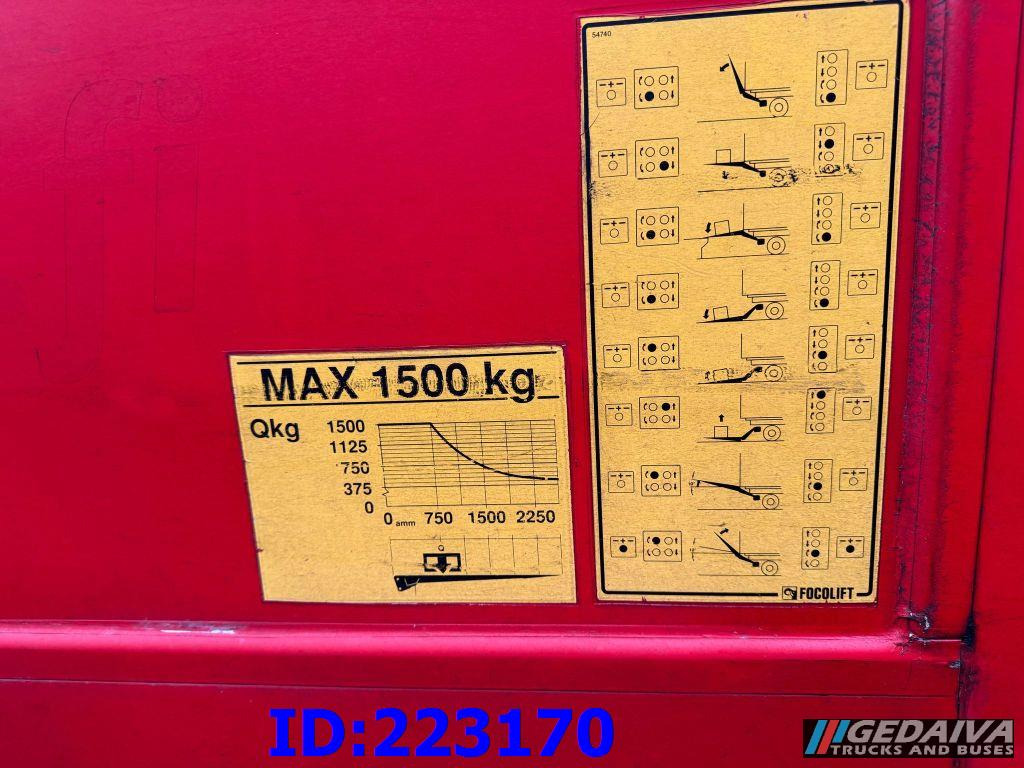 54740
MAX 1500 kg
Qkg
1500
1125
750
375
0
0 amm 750 1500 2250
Q
FOCOLIFT
ID:223170
GEDAIVA
TRUCKS AND BUSES